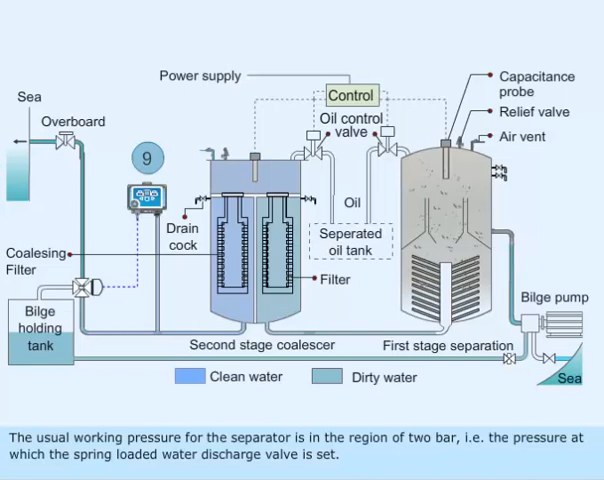 Power supply
Control
Capacitance
probe
Sea
Relief valve
Overboard
Oil control
valve
Air vent
9
Oil
Drain
cock
Seperated
oil tank
Coalesing
Filter
Filter
Bilge pump
Bilge
holding
tank
Second stage coalescer
First stage separation
Clean water
Dirty water
Sea
The usual working pressure for the separator is in the region of two bar, i.e. the pressure at
which the spring loaded water discharge valve is set.